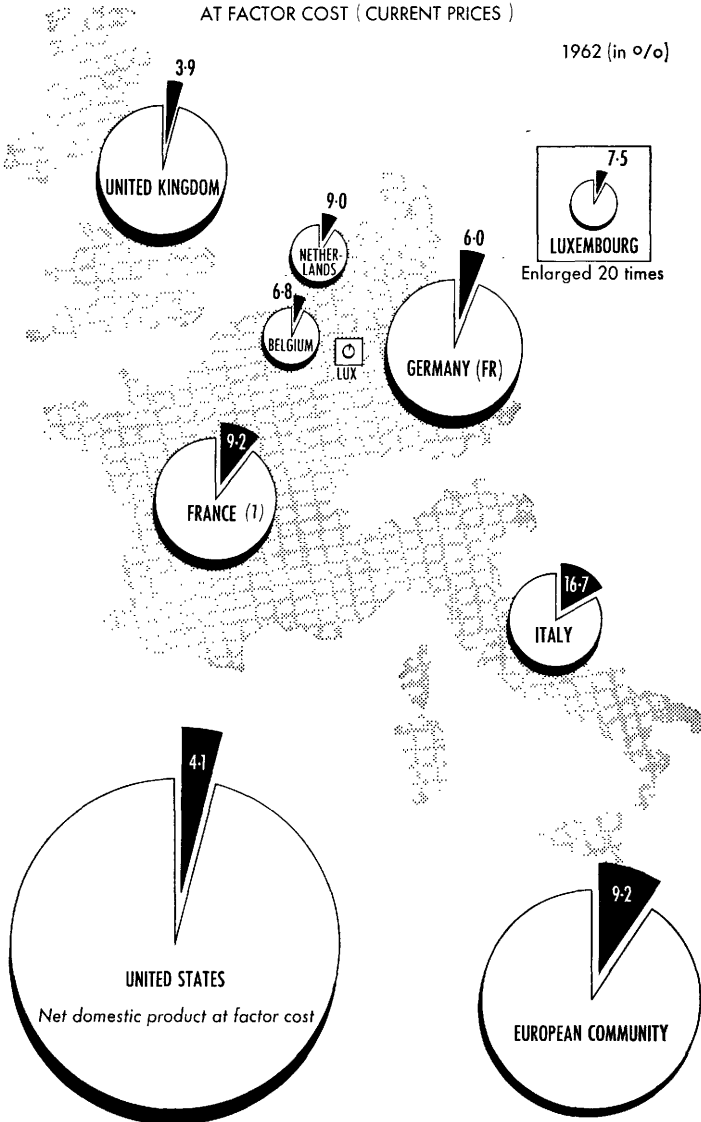 AT FACTOR COST ( CURRENT PRICES )
1962 (in o/o)
3·9
UNITED KINGDOM
7·5
LUXEMBOURG
Enlarged 20 times
9·0
NETHER-
LANDS
6·0
GERMANY (FR)
6·8
BELGIUM
LUX
9·2
FRANCE (1)
16·7
ITALY
4·1
UNITED STATES
Net domestic product at factor cost
9·2
EUROPEAN COMMUNITY